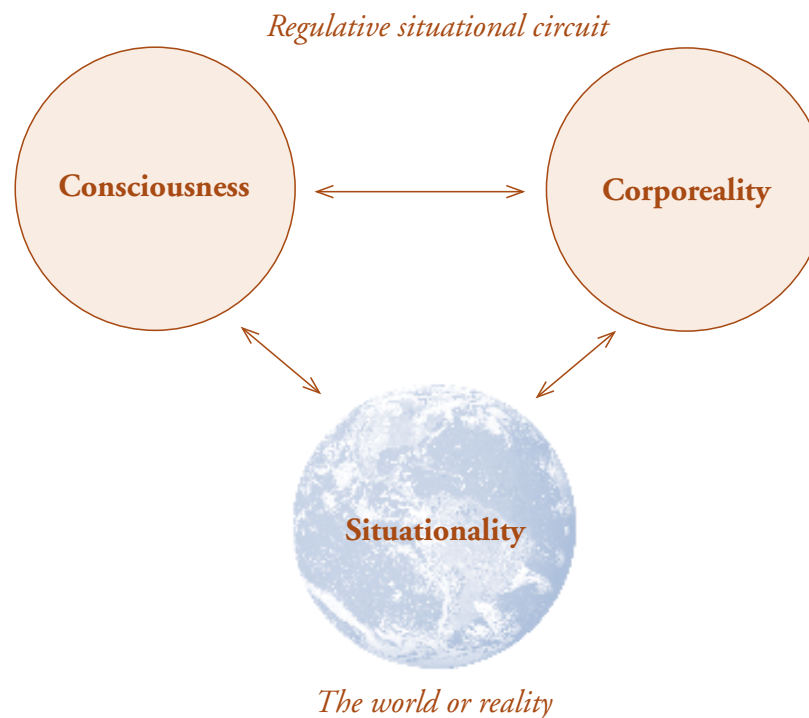 Regulative situational circuit
Consciousness
Corporeality
Situationality
The world or reality